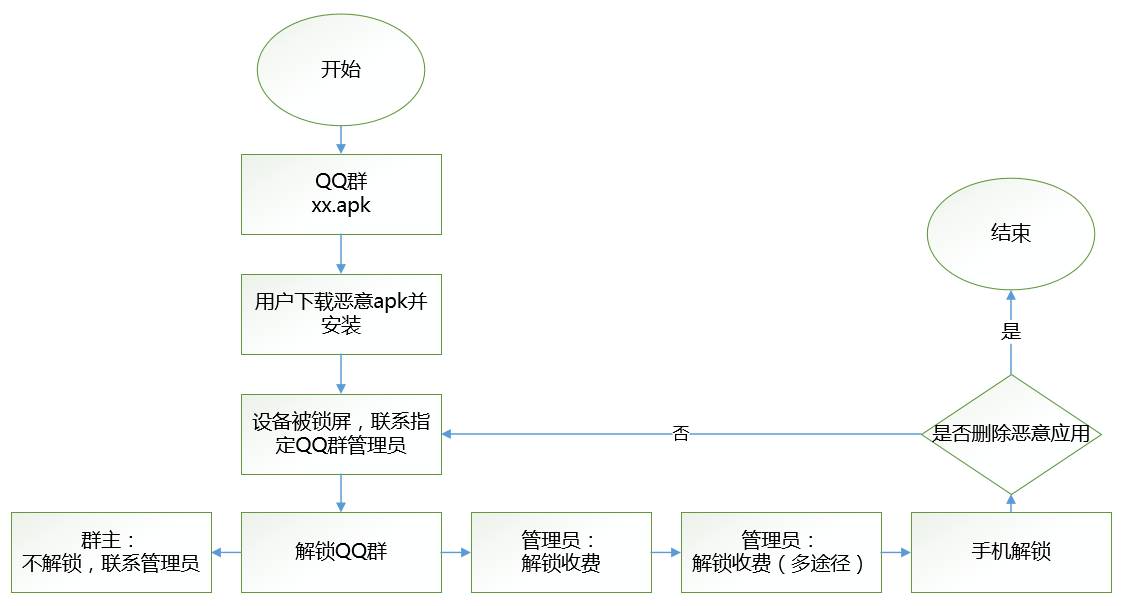 开始
QQ群
xx.apk
用户下载恶意apk并
安装
设备被锁屏，联系指
定QQ群管理员
解锁QQ群
群主：
不解锁，联系管理员
管理员：
解锁收费
管理员：
解锁收费（多途径）
手机解锁
是否删除恶意应用
否
是
结束